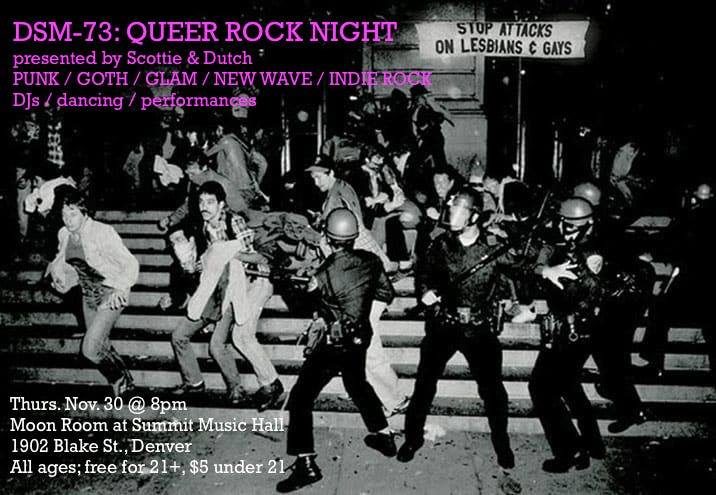 DSM-73: QUEER ROCK NIGHT
presented by Scottie & Dutch
PUNK / GOTH / GLAM / NEW WAVE / INDIE ROCK
DJs / dancing / performances
STOP ATTACKS
ON LESBIANS & GAYS
Thurs. Nov. 30 @ 8pm
Moon Room at Summit Music Hall
1902 Blake St., Denver
All ages; free for 21+, $5 under 21